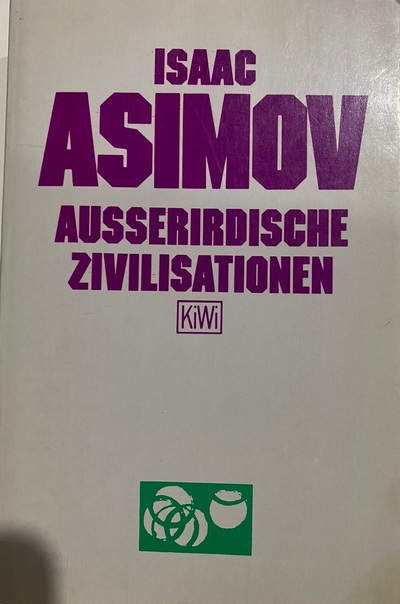 ISAAC
ASIMOV
AUSSERIRDISCHE
ZIVILISATIONEN
KiWi